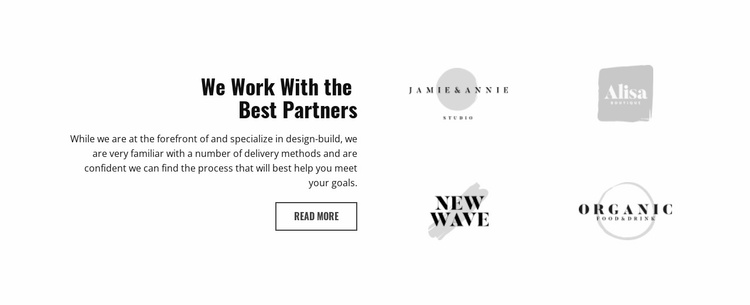 We Work With the
Best Partners
While we are at the forefront of and specialize in design-build, we
are very familiar with a number of delivery methods and are
confident we can find the process that will best help you meet
your goals.
READ MORE
JAMIE&ANNIE
STUDIO
Alisa
BOUTIQUE
NEW
WAVE
ORGANIC
FOOD&DRINK